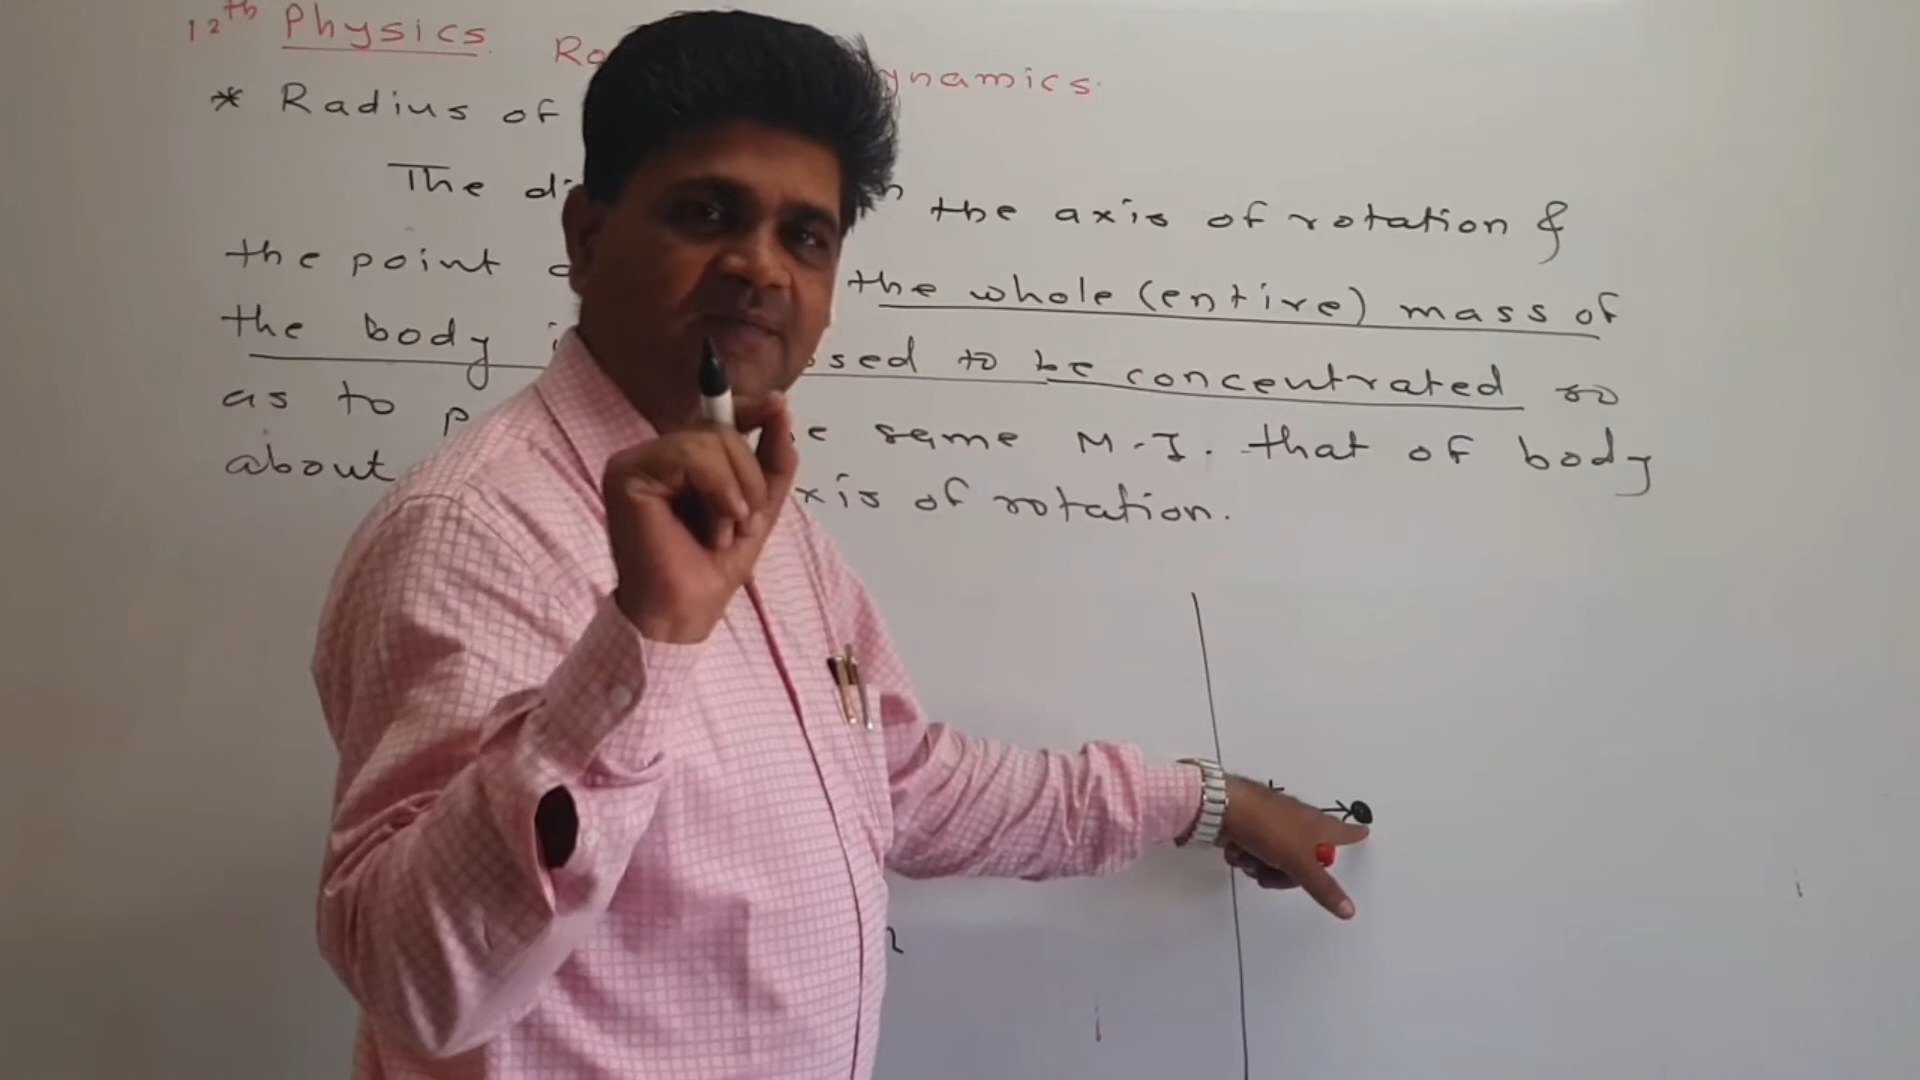 12th Physics. Ro ynamics.
* Radius of
The di n the axis of rotation &
the point the whole (entire) mass of
the body i sed to be concentrated so
as to p e same M.I. that of body
about xis of rotation.